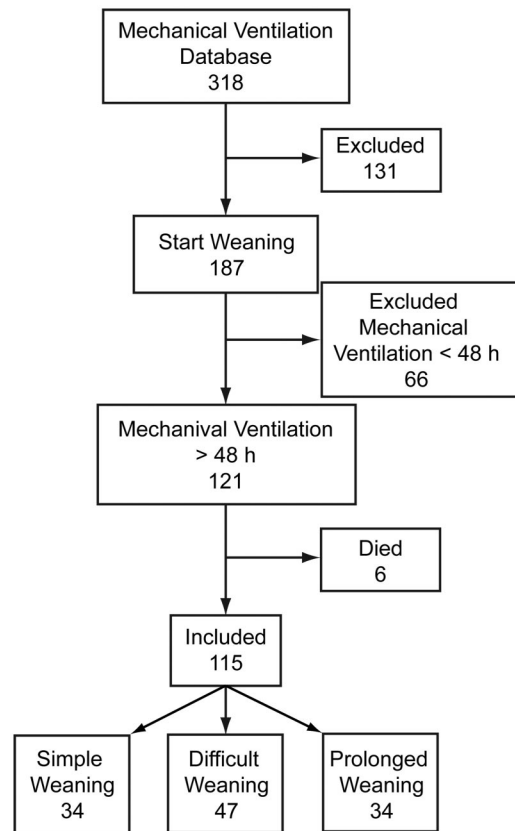 Mechanical Ventilation
Database
318
Excluded
131
Start Weaning
187
Excluded
Mechanical
Ventilation < 48 h
66
Mechanival Ventilation
> 48 h
121
Died
6
Included
115
Simple
Weaning
34
Difficult
Weaning
47
Prolonged
Weaning
34